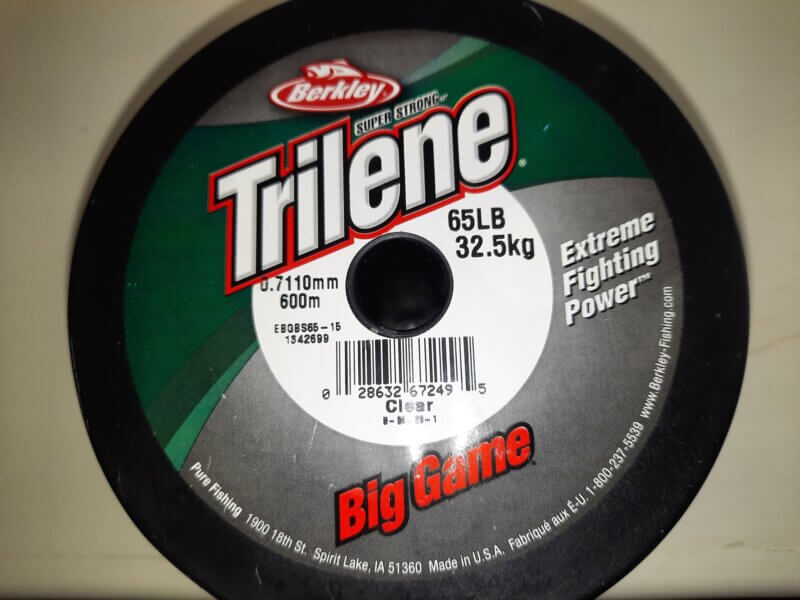 Berkley
SUPER STRONG™
Trilene®
65LB
32.5kg
0.7110mm
600m
EBGBS65-15
1342699
Extreme
Fighting
Power™
0 28632 67249 5
Clear
Big Game®
Pure Fishing 1900 18th St. Spirit Lake, IA 51360 Made in U.S.A. Fabriqué aux É-U. 1-800-237-5539 www.Berkley-Fishing.com